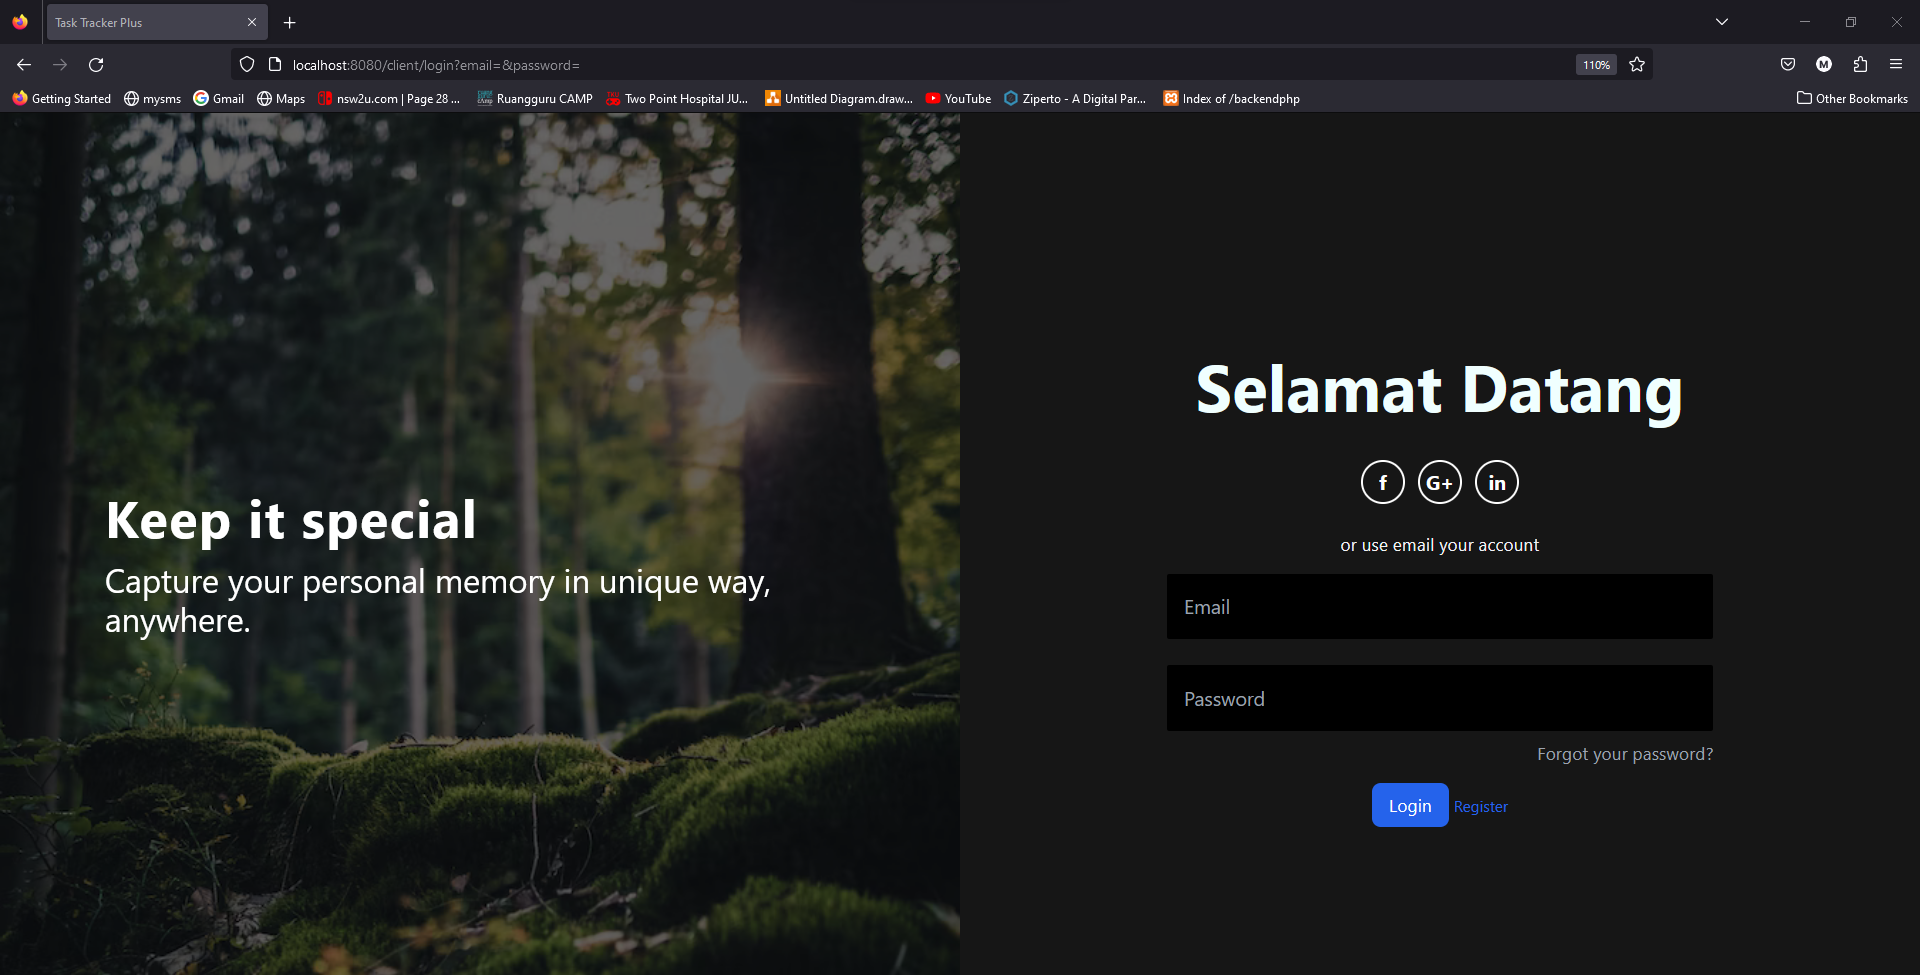 Task Tracker Plus
localhost:8080/client/login?email=&password=
110%
M
Getting Started
mysms
Gmail
Maps
nsw2u.com | Page 28 ...
Ruangguru CAMP
Two Point Hospital JU...
Untitled Diagram.draw...
YouTube
Ziperto - A Digital Par...
Index of /backendphp
Other Bookmarks
Keep it special
Capture your personal memory in unique way,
anywhere.
Selamat Datang
f
G+
in
or use email your account
Email
Password
Forgot your password?
Login
Register